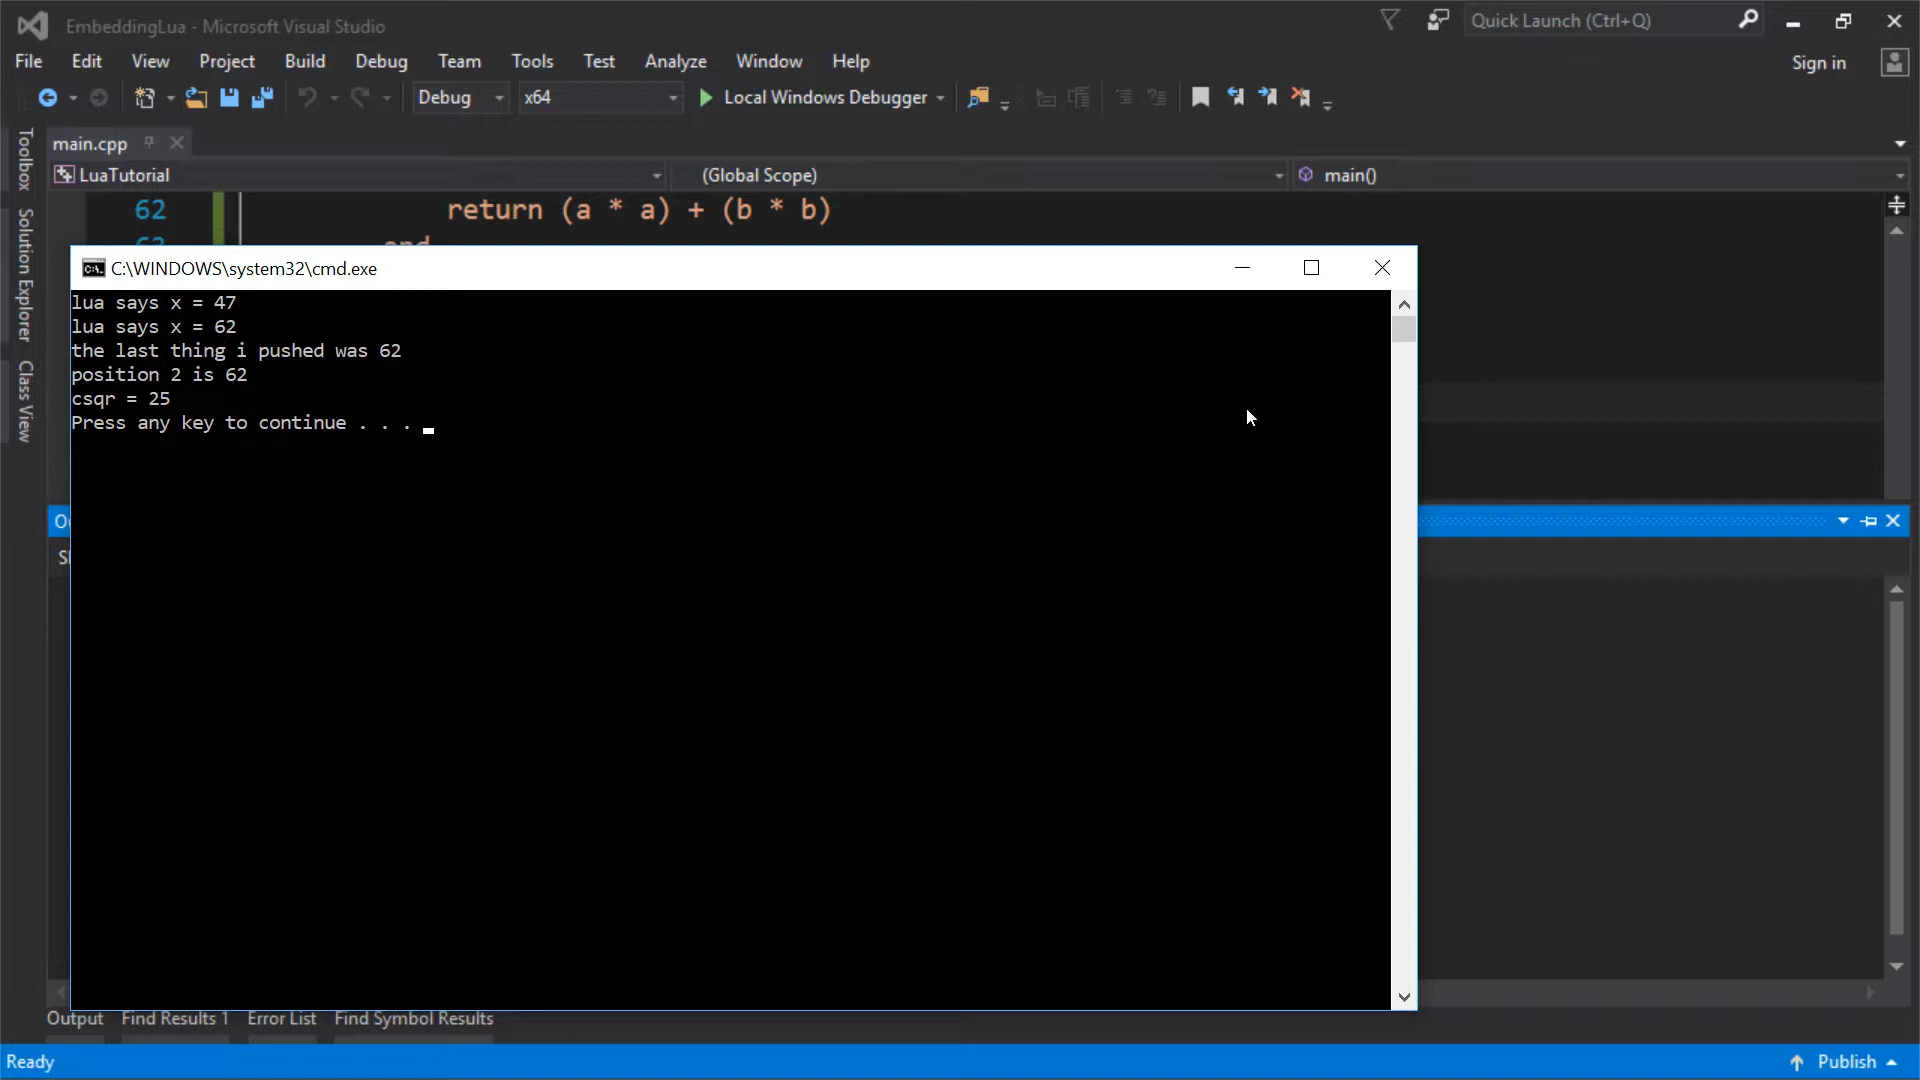 EmbeddingLua - Microsoft Visual Studio
Quick Launch (Ctrl+Q)
File Edit View Project Build Debug Team Tools Test Analyze Window Help
Sign in
Debug x64 Local Windows Debugger
Toolbox
Solution Explorer
Class View
main.cpp
LuaTutorial (Global Scope) main()
62 return (a * a) + (b * b)
63 end
C:\WINDOWS\system32\cmd.exe
lua says x = 47
lua says x = 62
the last thing i pushed was 62
position 2 is 62
csqr = 25
Press any key to continue . . .
Output Find Results 1 Error List Find Symbol Results
Ready
Publish